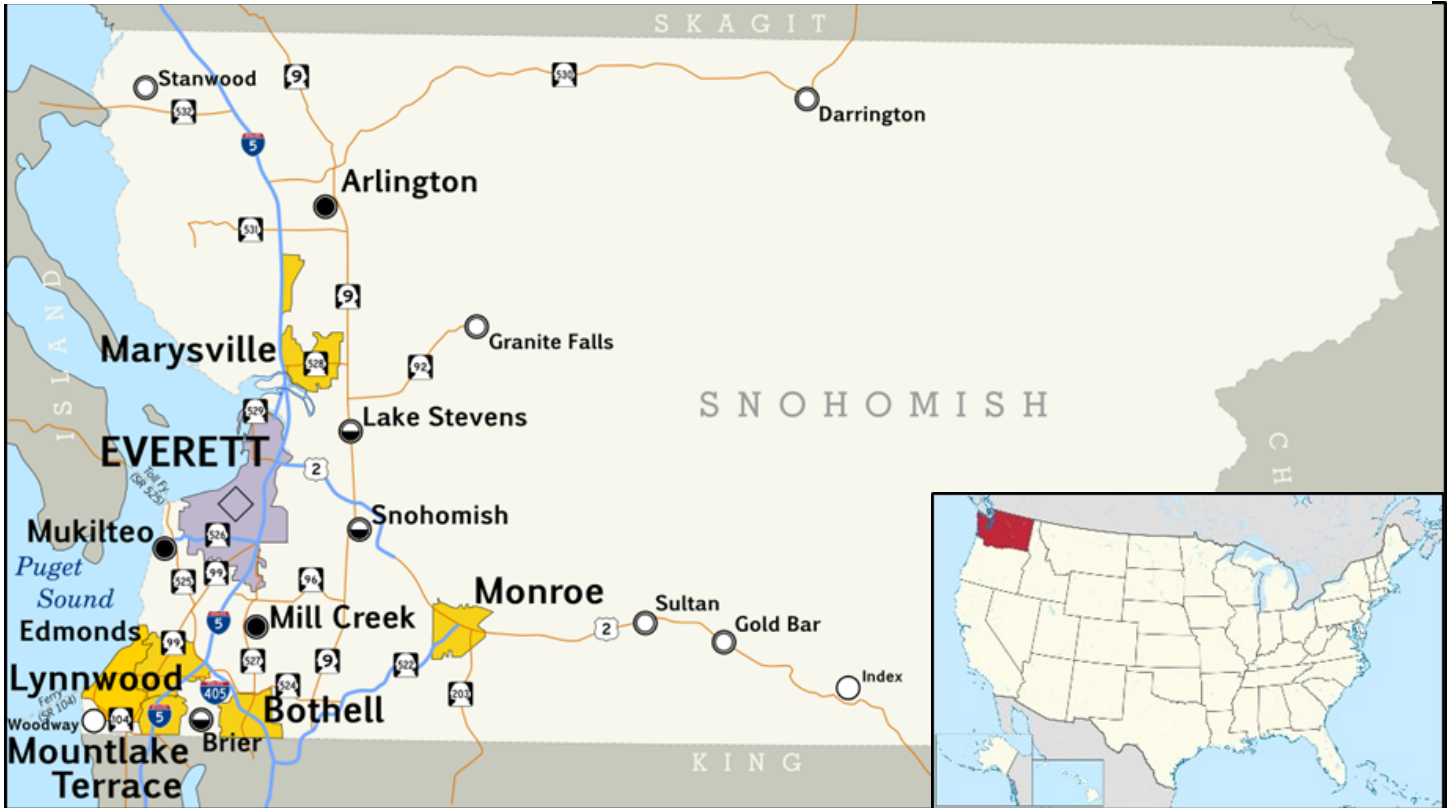 SKAGIT
Stanwood
9
530
532
Darrington
5
Arlington
531
ISLAND
9
Granite Falls
Marysville
528
92
SNOHOMISH
529
Lake Stevens
CH
EVERETT
2
Toll Fy
(SR 525)
Snohomish
Mukilteo
526
Puget
Sound
525
99
96
Monroe
Sultan
Edmonds
5
Mill Creek
2
Gold Bar
99
527
9
522
Lynnwood
405
524
203
Index
Ferry
(SR 104)
Woodway
104
5
Bothell
Brier
Mountlake
Terrace
KING